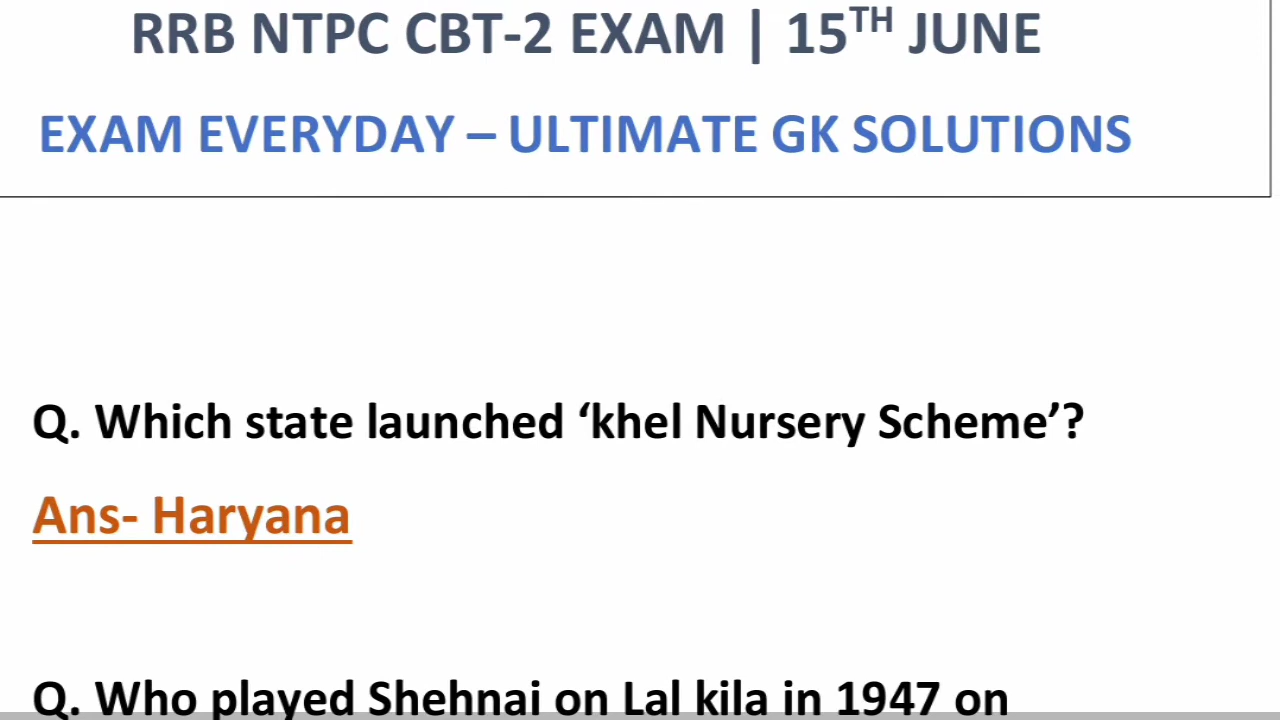 RRB NTPC CBT-2 EXAM | 15TH JUNE
EXAM EVERYDAY – ULTIMATE GK SOLUTIONS
Q. Which state launched ‘khel Nursery Scheme’?
Ans- Haryana
Q. Who played Shehnai on Lal kila in 1947 on